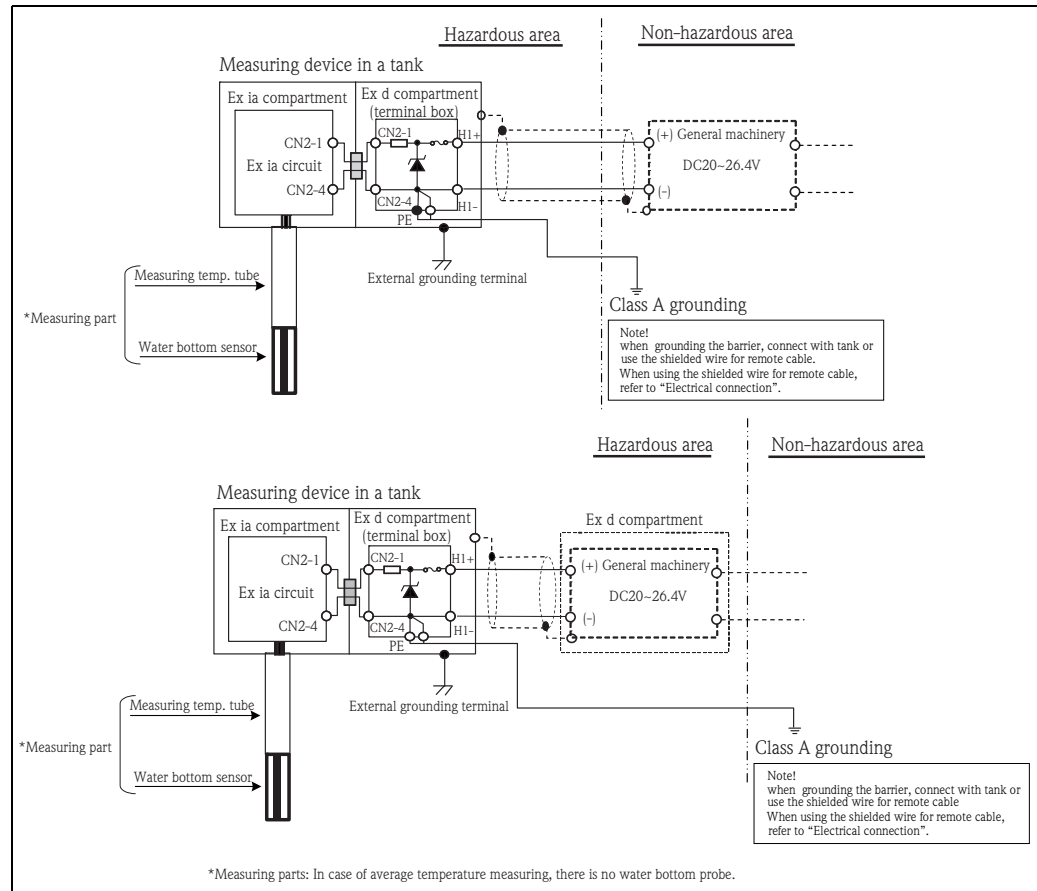 Hazardous area
Non-hazardous area
Measuring device in a tank
Ex ia compartment
Ex d compartment
(terminal box)
CN2-1
CN2-1
H1+
(+) General machinery
Ex ia circuit
DC20~26.4V
CN2-4
CN2-4
H1-
(-)
PE
External grounding terminal
Measuring temp. tube
*Measuring part
Water bottom sensor
Class A grounding
Note!
when grounding the barrier, connect with tank or
use the shielded wire for remote cable.
When using the shielded wire for remote cable,
refer to “Electrical connection”.
Hazardous area
Non-hazardous area
Measuring device in a tank
Ex ia compartment
Ex d compartment
(terminal box)
Ex d compartment
CN2-1
CN2-1
H1+
(+) General machinery
Ex ia circuit
DC20~26.4V
CN2-4
CN2-4
H1-
(-)
PE
External grounding terminal
Measuring temp. tube
*Measuring part
Water bottom sensor
Class A grounding
Note!
when grounding the barrier, connect with tank or
use the shielded wire for remote cable
When using the shielded wire for remote cable,
refer to “Electrical connection”.
*Measuring parts: In case of average temperature measuring, there is no water bottom probe.